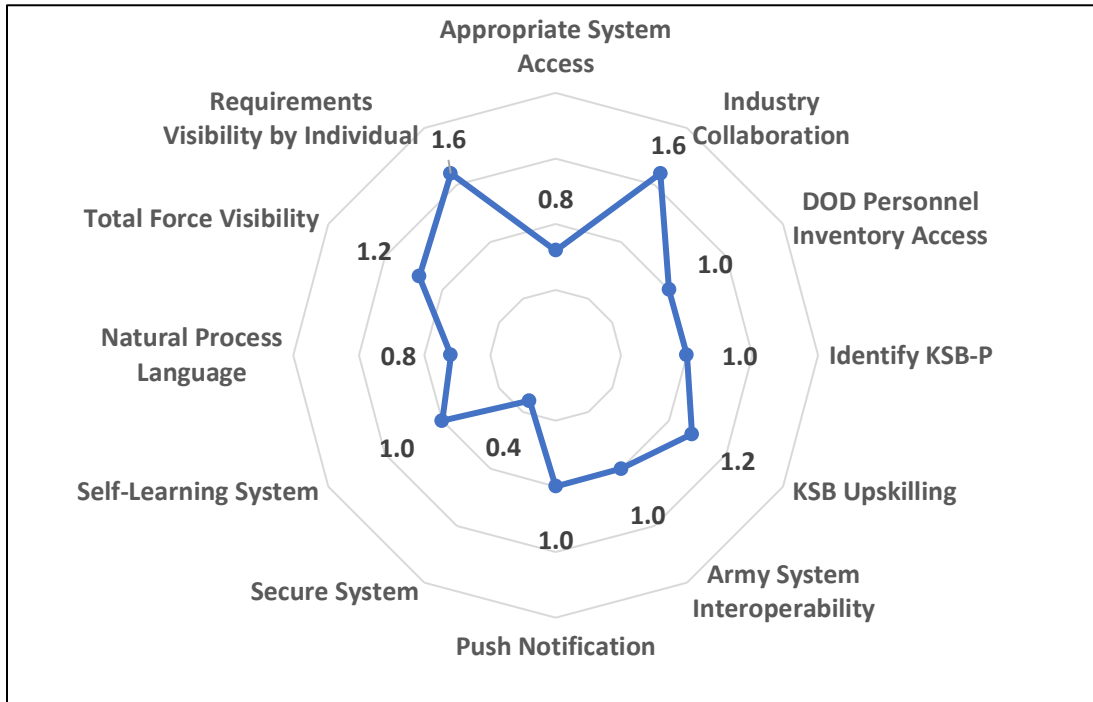 Appropriate System
Access
Requirements
Visibility by Individual
Industry
Collaboration
1.6
1.6
0.8
Total Force Visibility
DOD Personnel
Inventory Access
1.2
1.0
Natural Process
Language
0.8
1.0
Identify KSB-P
1.0
0.4
1.2
Self-Learning System
KSB Upskilling
1.0
1.0
Secure System
Army System
Interoperability
Push Notification